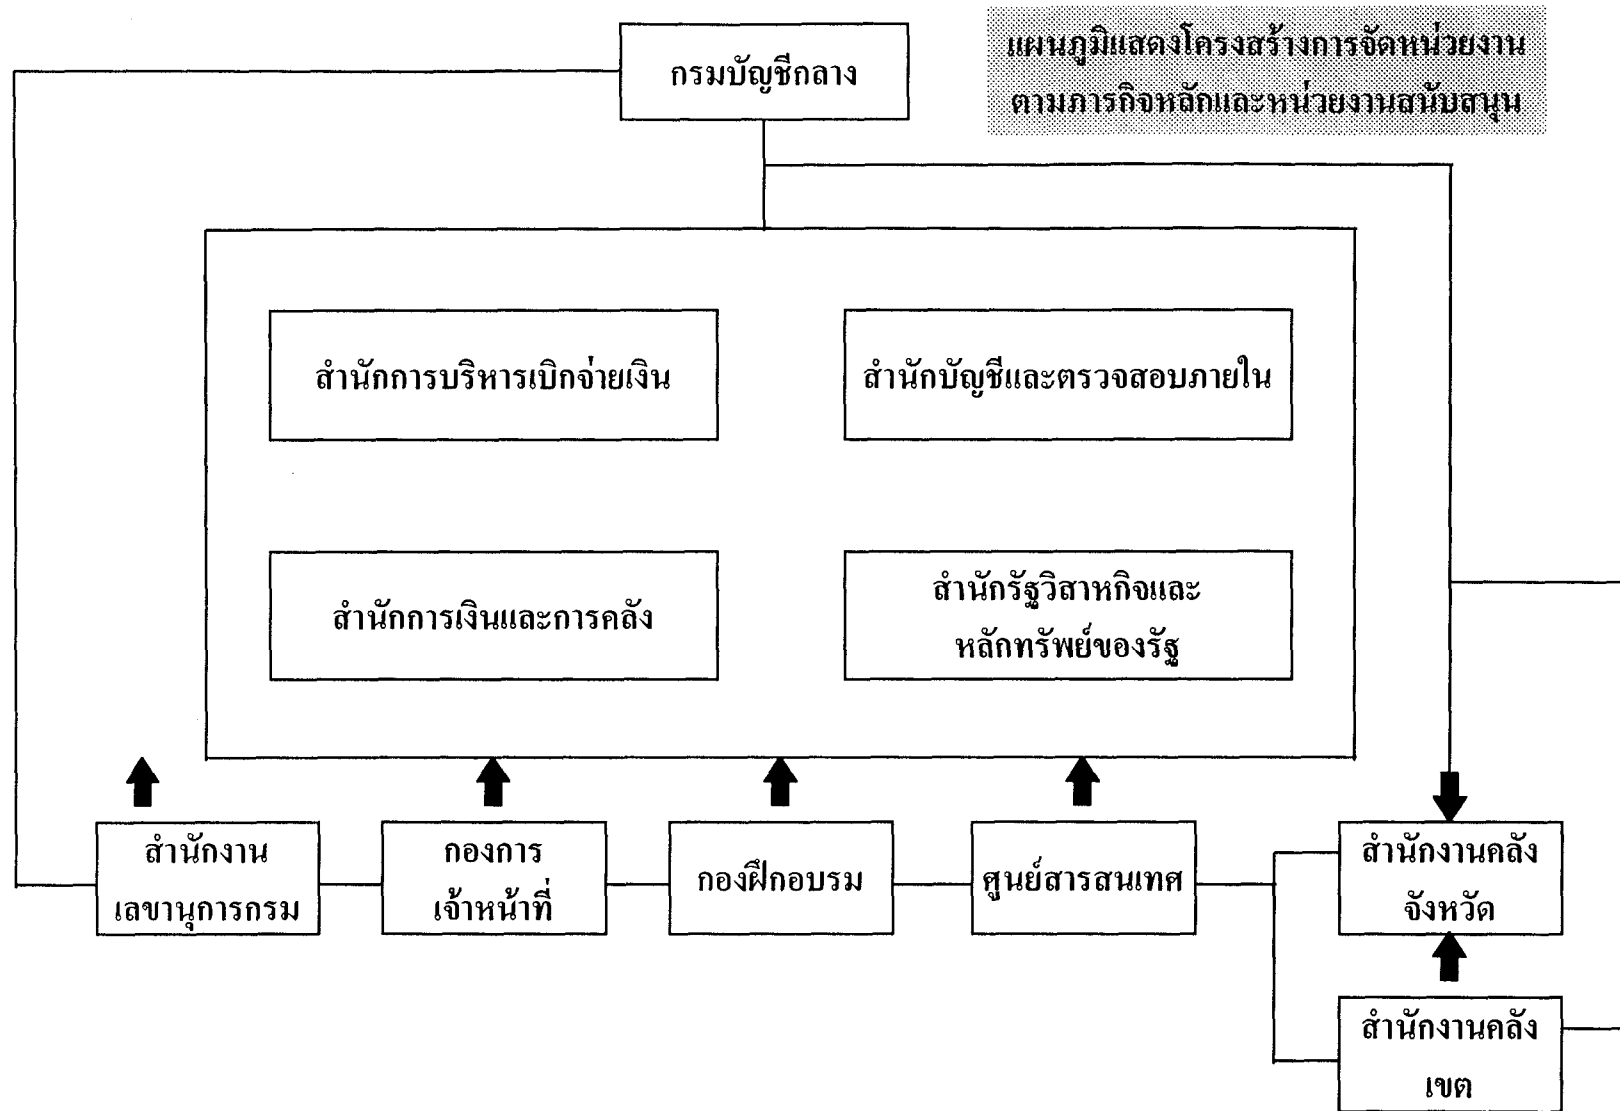 แผนภูมิแสดงโครงสร้างการจัดหน่วยงาน
ตามภารกิจหลักและหน่วยงานสนับสนุน
กรมบัญชีกลาง
สำนักการบริหารเบิกจ่ายเงิน
สำนักบัญชีและตรวจสอบภายใน
สำนักการเงินและการคลัง
สำนักรัฐวิสาหกิจและ
หลักทรัพย์ของรัฐ
สำนักงาน
เลขานุการกรม
กองการ
เจ้าหน้าที่
กองฝึกอบรม
ศูนย์สารสนเทศ
สำนักงานคลัง
จังหวัด
สำนักงานคลัง
เขต